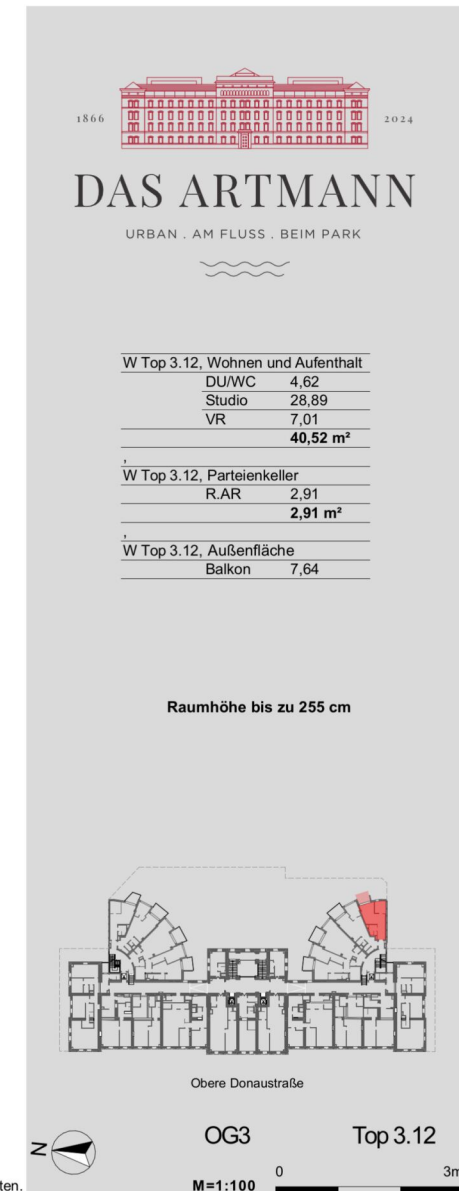 1866
2024
DAS ARTMANN
URBAN . AM FLUSS . BEIM PARK
W Top 3.12, Wohnen und Aufenthalt
DU/WC 4,62
Studio 28,89
VR 7,01
40,52 m²
,
W Top 3.12, Parteienkeller
R.AR 2,91
2,91 m²
,
W Top 3.12, Außenfläche
Balkon 7,64
Raumhöhe bis zu 255 cm
Obere Donaustraße
OG3 Top 3.12
N
0 3m
ten. M=1:100